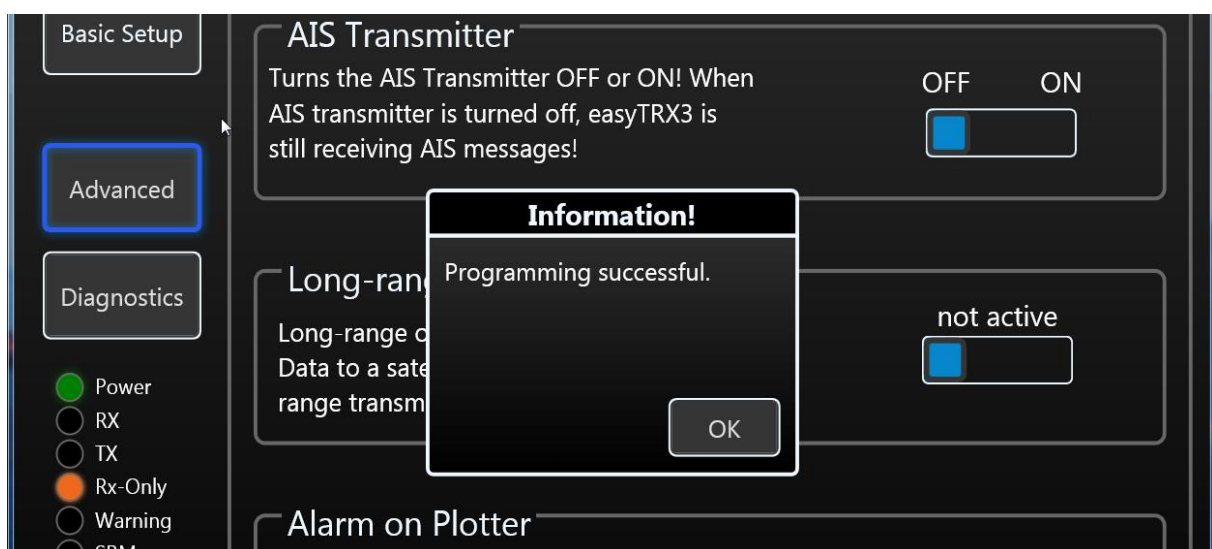 Basic Setup
Advanced
Diagnostics
Power
RX
TX
Rx-Only
Warning
AIS Transmitter
Turns the AIS Transmitter OFF or ON! When
AIS transmitter is turned off, easyTRX3 is
still receiving AIS messages!
OFF ON
Information!
Programming successful.
OK
Long-ran
Long-range o
Data to a sate
range transm
not active
Alarm on Plotter